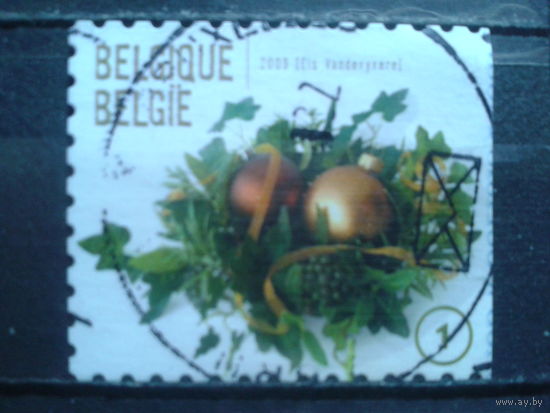 BELGIQUE
BELGIË
2009 [Els Vanderyvere]
1
www.ay.by